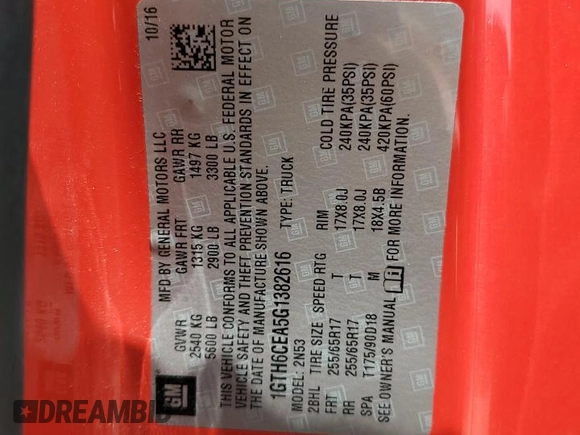 MFD BY GENERAL MOTORS LLC 10/16
GVWR GAWR FRT GAWR RR
2540 KG 1315 KG 1497 KG
5600 LB 2900 LB 3300 LB
THIS VEHICLE CONFORMS TO ALL APPLICABLE U.S. FEDERAL MOTOR
VEHICLE SAFETY AND THEFT PREVENTION STANDARDS IN EFFECT ON
THE DATE OF MANUFACTURE SHOWN ABOVE.
1GTH6CEA5G1382616 TYPE: TRUCK
MODEL: 2N53
2BHL TIRE SIZE SPEED RTG RIM COLD TIRE PRESSURE
FRT 255/65R17 T 17X8.0J 240KPA(35PSI)
RR 255/65R17 T 17X8.0J 240KPA(35PSI)
SPA T175/90D18 M 18X4.5B 420KPA(60PSI)
SEE OWNER'S MANUAL FOR MORE INFORMATION.
GM
DREAMBID